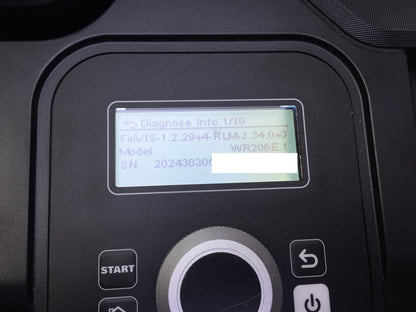 Diagnose Info 1/10
Fw/IS-1.2.29+4-RLM-3.34.0+3
Model WR206E.1
SN 20240305
START